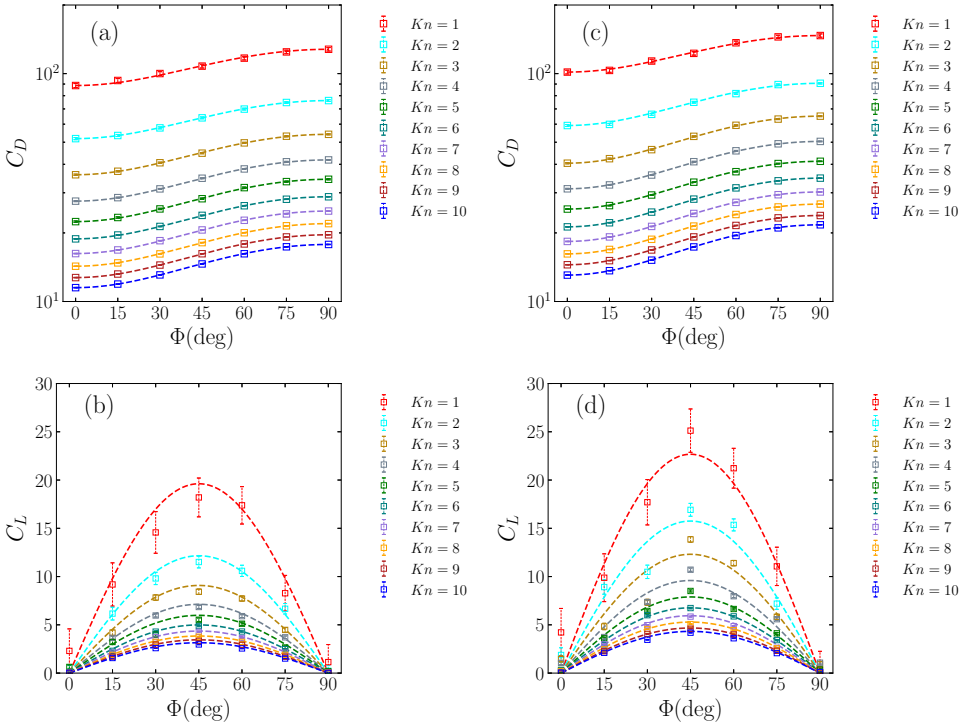 (a)
C_D
10^2
10^1
0 15 30 45 60 75 90
Φ(deg)
Kn = 1
Kn = 2
Kn = 3
Kn = 4
Kn = 5
Kn = 6
Kn = 7
Kn = 8
Kn = 9
Kn = 10
(c)
C_D
10^2
10^1
0 15 30 45 60 75 90
Φ(deg)
Kn = 1
Kn = 2
Kn = 3
Kn = 4
Kn = 5
Kn = 6
Kn = 7
Kn = 8
Kn = 9
Kn = 10
(b)
C_L
30
25
20
15
10
5
0
0 15 30 45 60 75 90
Φ(deg)
Kn = 1
Kn = 2
Kn = 3
Kn = 4
Kn = 5
Kn = 6
Kn = 7
Kn = 8
Kn = 9
Kn = 10
(d)
C_L
30
25
20
15
10
5
0
0 15 30 45 60 75 90
Φ(deg)
Kn = 1
Kn = 2
Kn = 3
Kn = 4
Kn = 5
Kn = 6
Kn = 7
Kn = 8
Kn = 9
Kn = 10